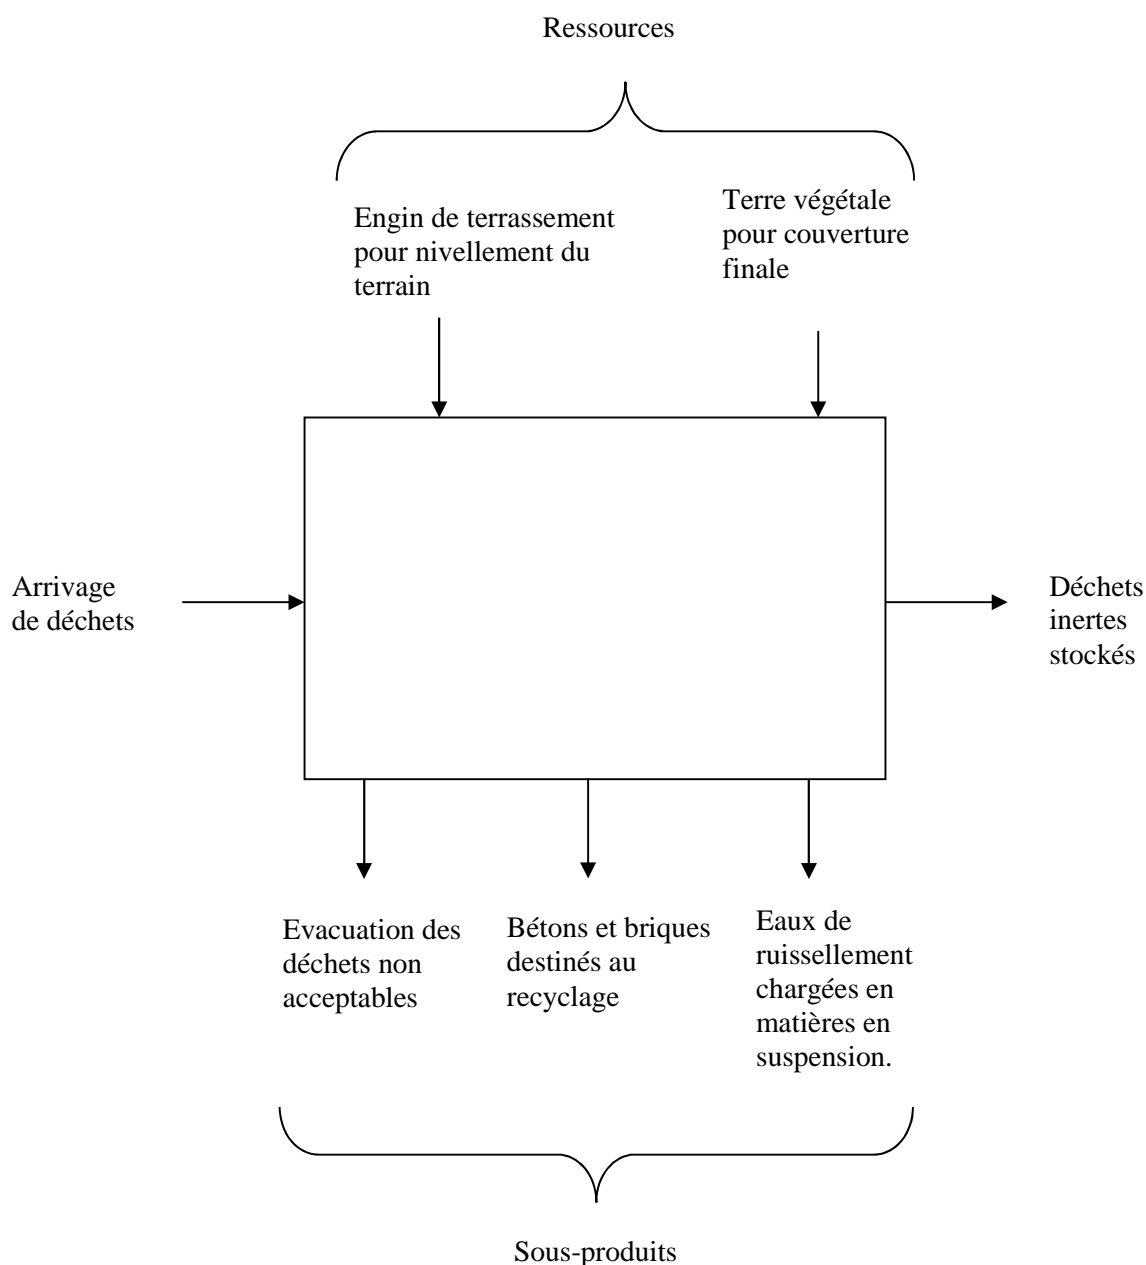 Ressources
Engin de terrassement
pour nivellement du
terrain
Terre végétale
pour couverture
finale
Arrivage
de déchets
Déchets
inertes
stockés
Evacuation des
déchets non
acceptables
Bétons et briques
destinés au
recyclage
Eaux de
ruissellement
chargées en
matières en
suspension.
Sous-produits